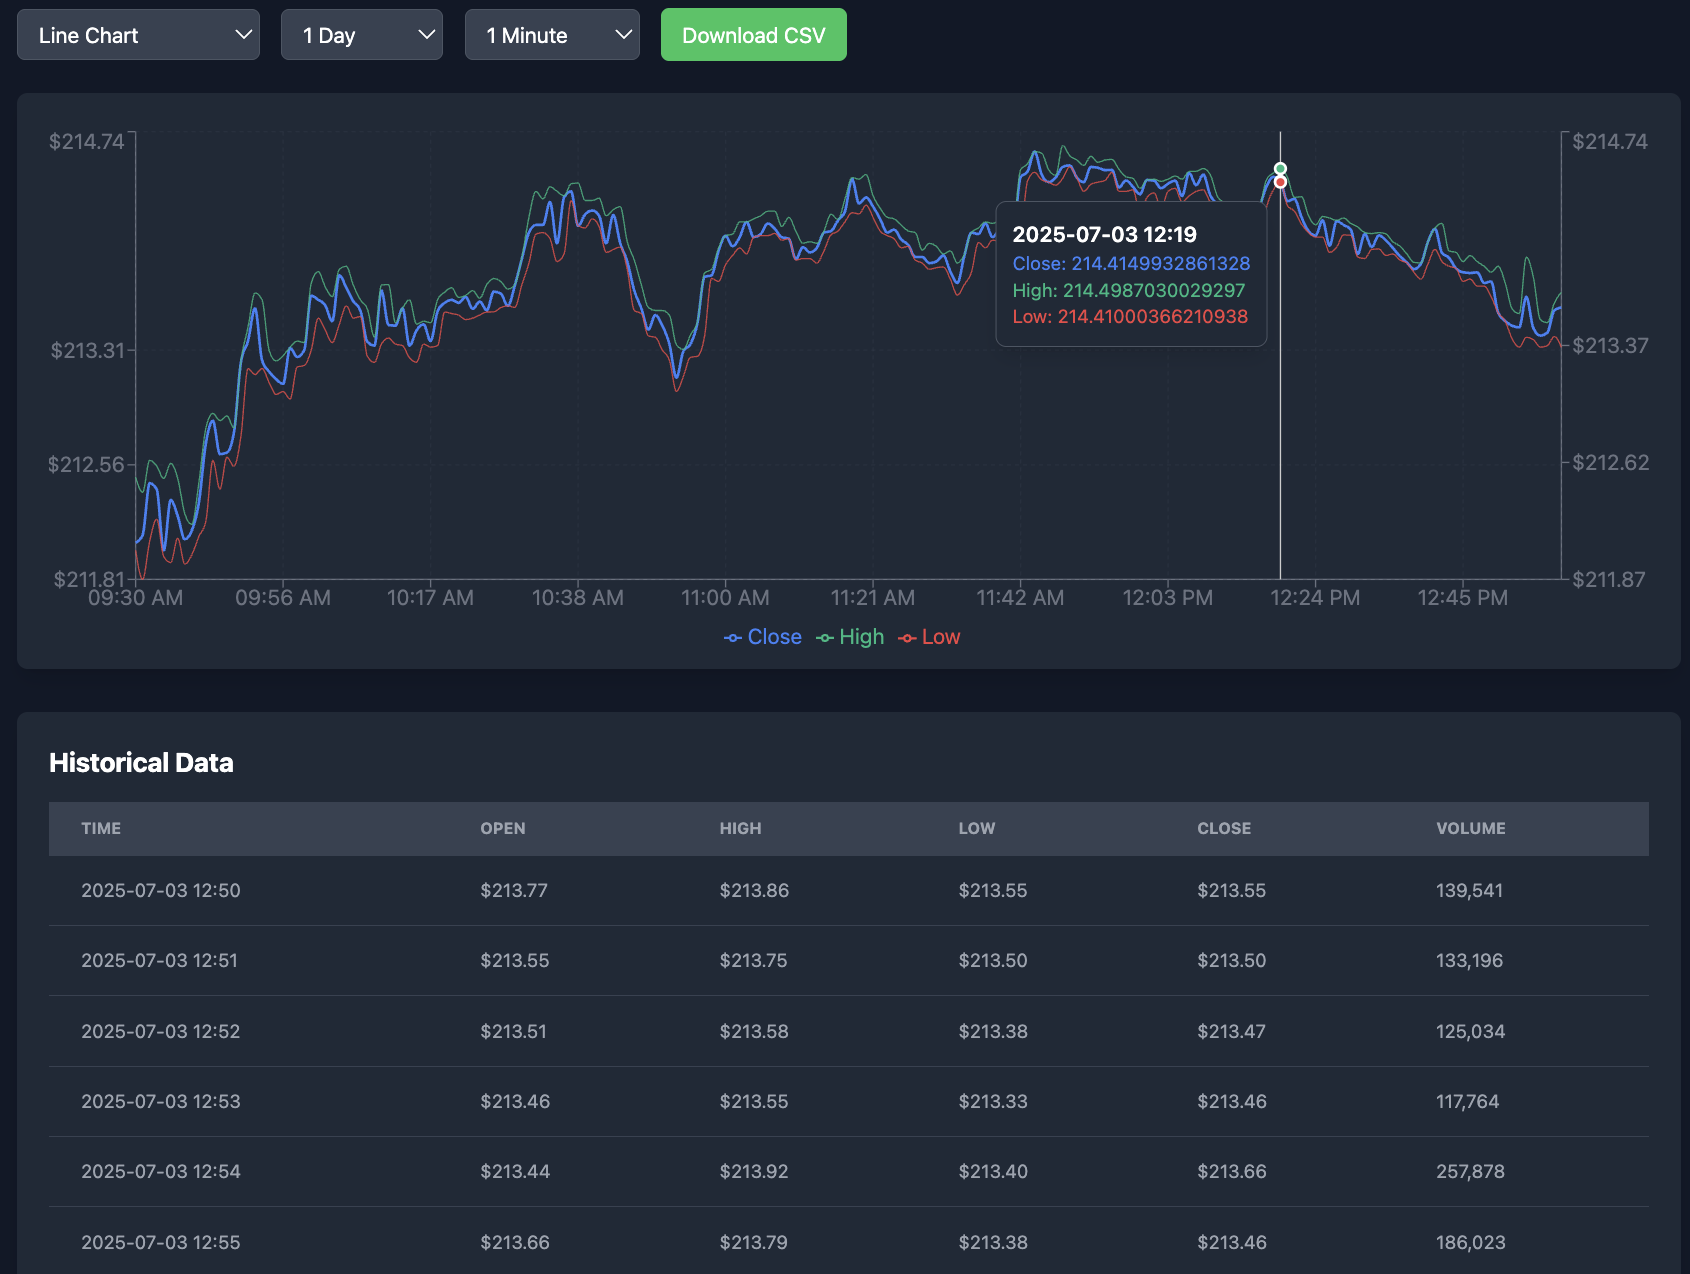 Line Chart 1 Day 1 Minute Download CSV
$214.74 $214.74
2025-07-03 12:19
Close: 214.4149932861328
High: 214.4987030029297
Low: 214.41000366210938
$213.31 $213.37
$212.56 $212.62
$211.81 $211.87
09:30 AM 09:56 AM 10:17 AM 10:38 AM 11:00 AM 11:21 AM 11:42 AM 12:03 PM 12:24 PM 12:45 PM
Close High Low
Historical Data
TIME OPEN HIGH LOW CLOSE VOLUME
2025-07-03 12:50 $213.77 $213.86 $213.55 $213.55 139,541
2025-07-03 12:51 $213.55 $213.75 $213.50 $213.50 133,196
2025-07-03 12:52 $213.51 $213.58 $213.38 $213.47 125,034
2025-07-03 12:53 $213.46 $213.55 $213.33 $213.46 117,764
2025-07-03 12:54 $213.44 $213.92 $213.40 $213.66 257,878
2025-07-03 12:55 $213.66 $213.79 $213.38 $213.46 186,023